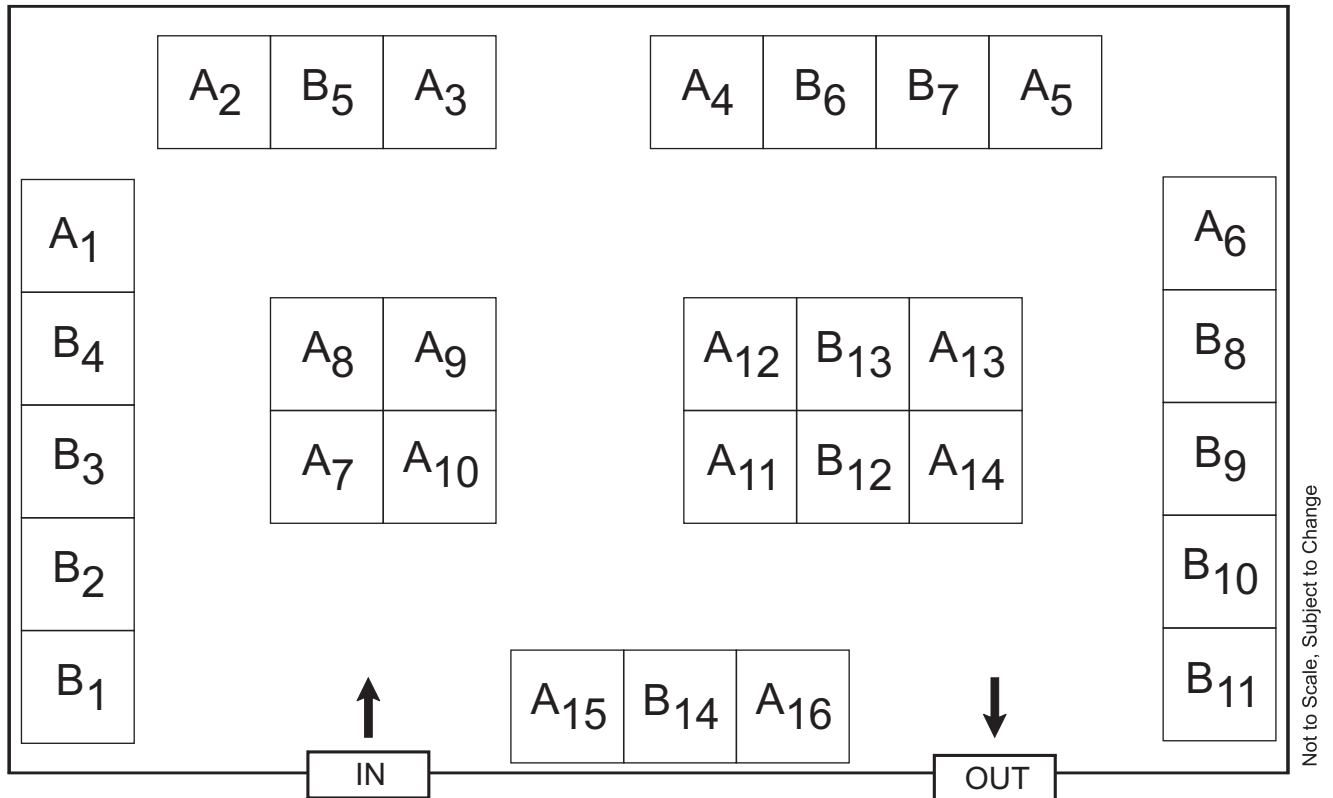 A2 B5 A3 A4 B6 B7 A5
A1 A6
B4 A8 A9 A12 B13 A13 B8
B3 A7 A10 A11 B12 A14 B9
B2 B10
B1 A15 B14 A16 B11
IN OUT
Not to Scale, Subject to Change